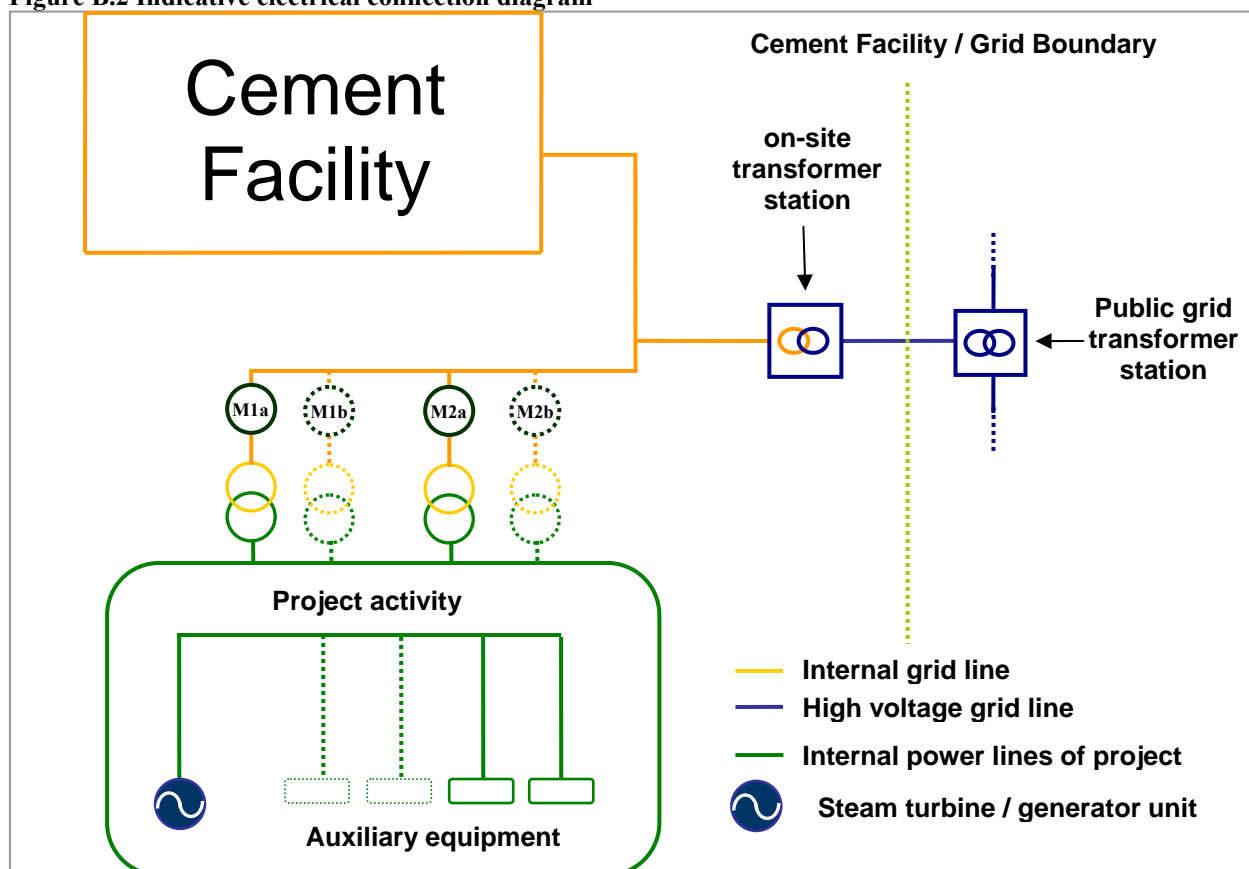 Figure B.2 Indicative electrical connection diagram
Cement
Facility
Cement Facility / Grid Boundary
on-site
transformer
station
Public grid
transformer
station
M1a
M1b
M2a
M2b
Project activity
Auxiliary equipment
Internal grid line
High voltage grid line
Internal power lines of project
Steam turbine / generator unit